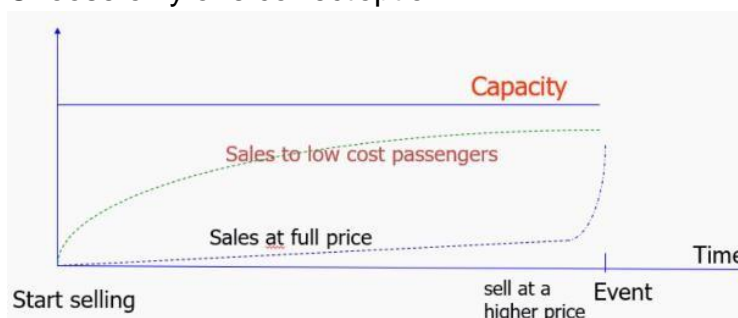 Capacity
Sales to low cost passengers
Sales at full price
Time
Start selling
sell at a
higher price
Event